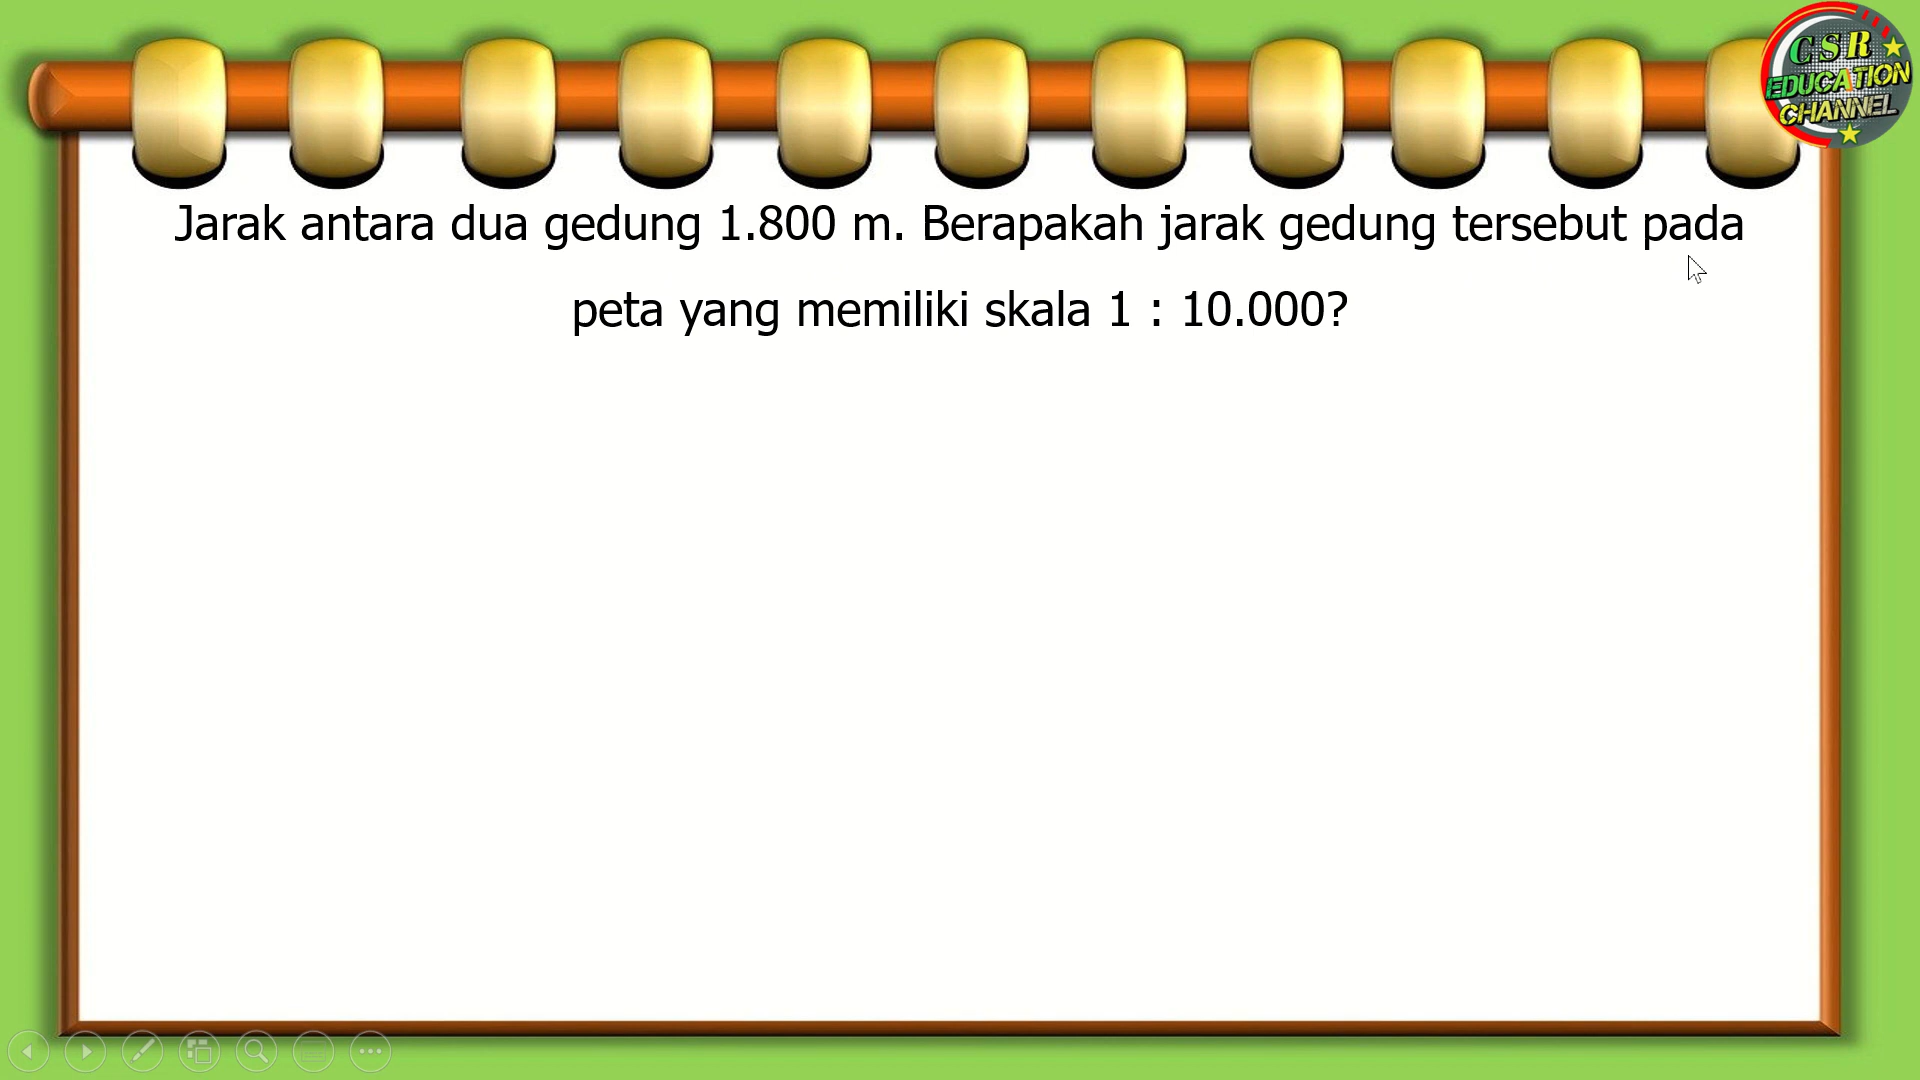 CSR
EDUCATION
CHANNEL
Jarak antara dua gedung 1.800 m. Berapakah jarak gedung tersebut pada
peta yang memiliki skala 1 : 10.000?